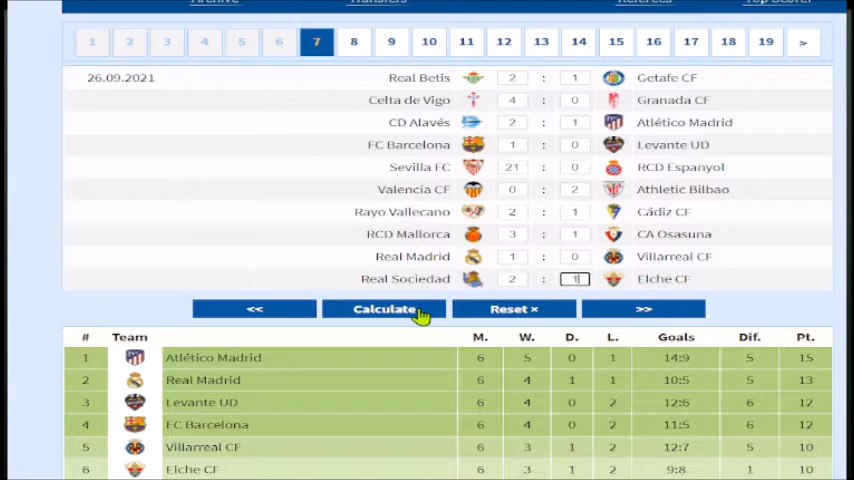 Archive Transfers Referees Top Scorer
1 2 3 4 5 6 7 8 9 10 11 12 13 14 15 16 17 18 19 >
26.09.2021 Real Betis 2 : 1 Getafe CF
Celta de Vigo 4 : 0 Granada CF
CD Alavés 2 : 1 Atlético Madrid
FC Barcelona 1 : 0 Levante UD
Sevilla FC 21 : 0 RCD Espanyol
Valencia CF 0 : 2 Athletic Bilbao
Rayo Vallecano 2 : 1 Cádiz CF
RCD Mallorca 3 : 1 CA Osasuna
Real Madrid 1 : 0 Villarreal CF
Real Sociedad 2 : 1 Elche CF
<< Calculate Reset × >>
# Team M. W. D. L. Goals Dif. Pt.
1 Atlético Madrid 6 5 0 1 14:9 5 15
2 Real Madrid 6 4 1 1 10:5 5 13
3 Levante UD 6 4 0 2 12:6 6 12
4 FC Barcelona 6 4 0 2 11:5 6 12
5 Villarreal CF 6 3 1 2 12:7 5 10
6 Elche CF 6 3 1 2 9:8 1 10